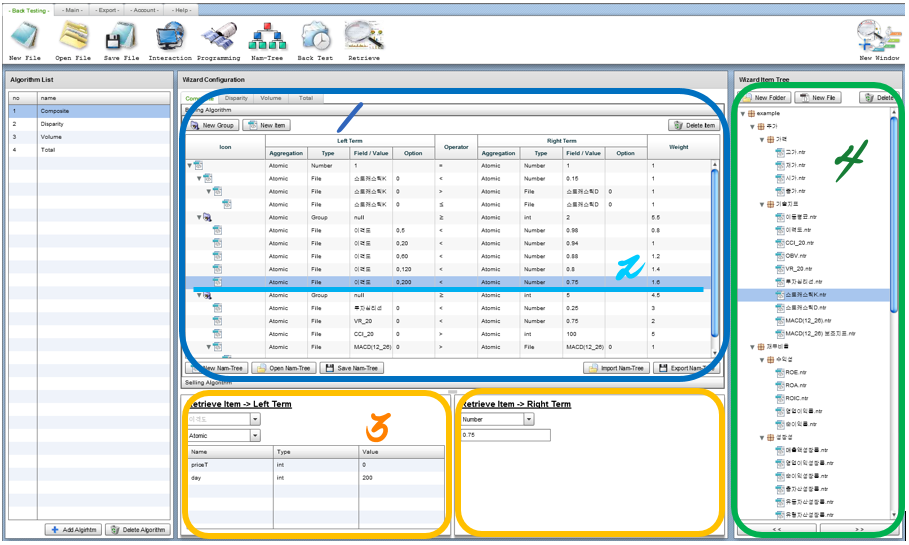 - Back Testing -   - Main -   - Export -   - Account -   - Help -
New File   Open File   Save File   Interaction   Programming   Nam-Tree   Back Test   Retrieve   New Window
Algorithm List
no   name
1   Composite
2   Disparity
3   Volume
4   Total
Add Algirhtm   Delete Algorithm
Wizard Configuration
Disparity   Volume   Total
Algorithm
New Group   New Item   Delete Item
1
Icon   Left Term   Operator   Right Term   Weight
Aggregation   Type   Field / Value   Option   Aggregation   Type   Field / Value   Option
Atomic   Number   1   =   Atomic   Number   1   1
Atomic   File   스토캐스틱K   0   <   Atomic   Number   0.15   1
Atomic   File   스토캐스틱K   0   >   Atomic   File   스토캐스틱D   0   1
Atomic   File   스토캐스틱K   0   ≤   Atomic   File   스토캐스틱D   0   1
Atomic   Group   null   ≥   Atomic   int   2   5.5
Atomic   File   이격도   0,5   <   Atomic   Number   0.98   0.8
Atomic   File   이격도   0,20   <   Atomic   Number   0.94   1
Atomic   File   이격도   0,60   <   Atomic   Number   0.88   1.2
Atomic   File   이격도   0,120   <   Atomic   Number   0.8   1.4
2
Atomic   File   이격도   0,200   <   Atomic   Number   0.75   1.6
Atomic   Group   null   ≥   Atomic   int   5   4.5
Atomic   File   투자심리선   0   <   Atomic   Number   0.25   3
Atomic   File   VR_20   0   <   Atomic   Number   0.75   2
Atomic   File   CCI_20   0   >   Atomic   int   100   5
Atomic   File   MACD(12_26)   0   >   Atomic   File   MACD(12_26)   0   1
New Nam-Tree   Open Nam-Tree   Save Nam-Tree   Import Nam-Tree   Export Nam-Tree
Selling Algorithm
Retrieve Item -> Left Term
이격도
Atomic
3
Name   Type   Value
priceT   int   0
day   int   200
Retrieve Item -> Right Term
Number
0.75
Wizard Item Tree
New Folder   New File   Delete
example
주가
가격
고가.ntr
저가.ntr
시가.ntr
종가.ntr
4
기술지표
이동평균.ntr
이격도.ntr
CCI_20.ntr
OBV.ntr
VR_20.ntr
투자심리선.ntr
스토캐스틱K.ntr
스토캐스틱D.ntr
MACD(12_26).ntr
MACD(12_26) 보조지표.ntr
재무비율
수익성
ROE.ntr
ROA.ntr
ROIC.ntr
영업이익률.ntr
순이익률.ntr
성장성
매출액성장률.ntr
영업이익성장률.ntr
순이익성장률.ntr
총자산성장률.ntr
유동자산성장률.ntr
유형자산성장률.ntr
< <   > >